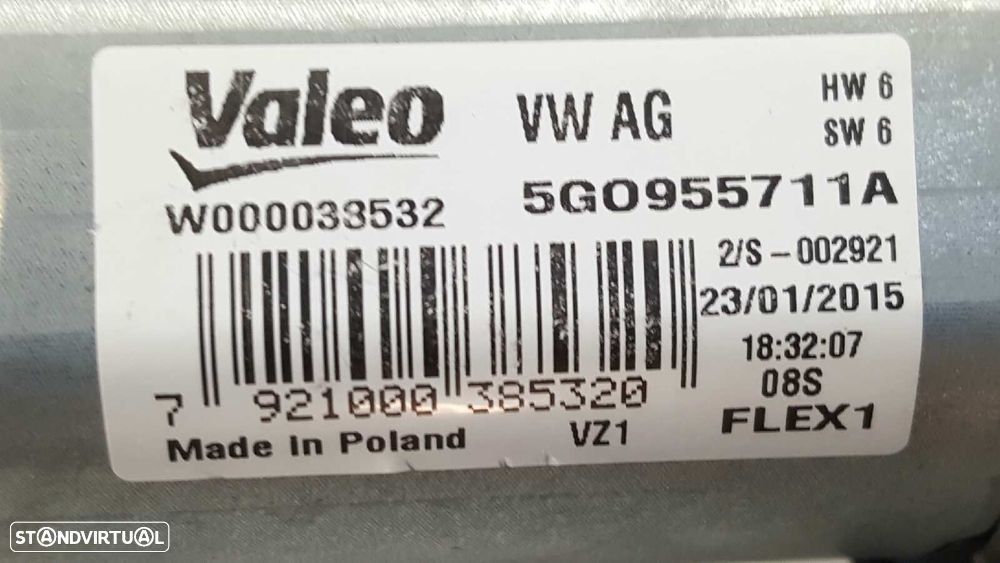 Valeo
VW AG
HW 6
SW 6
W000033532
5G0955711A
2/S-002921
23/01/2015
18:32:07
08S
FLEX1
7 921000 385320
Made in Poland
VZ1
STANDVIRTUAL